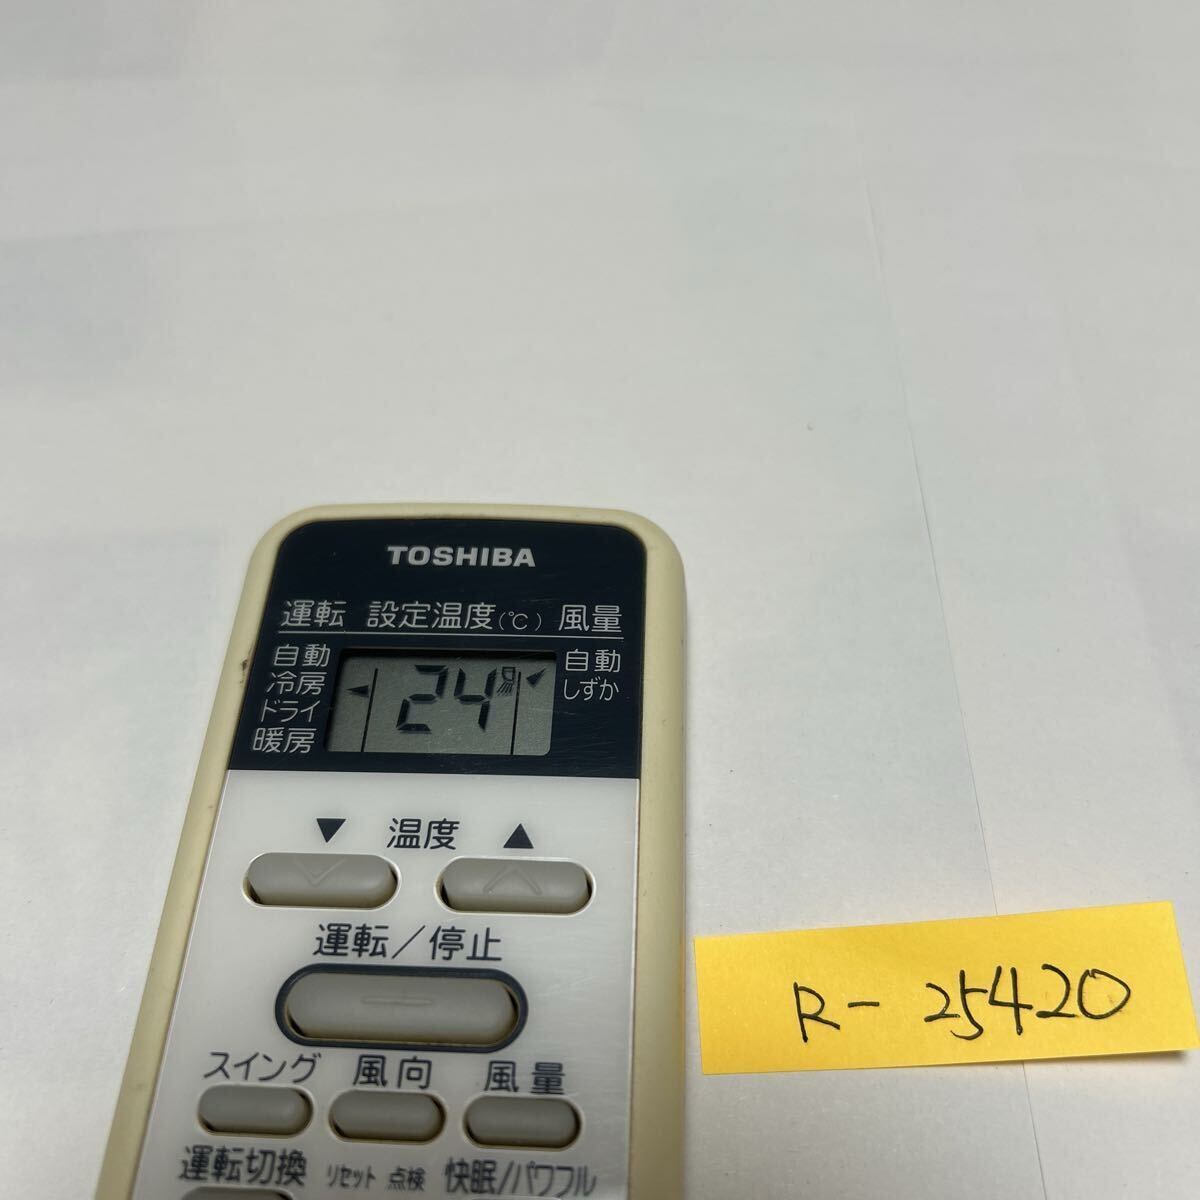 TOSHIBA
運転 設定温度(℃) 風量
自動
冷房
ドライ
暖房
24
自動
しずか
▼ 温度 ▲
運転/停止
スイング 風向 風量
運転切換 リセット 点検 快眠/パワフル
R-25420